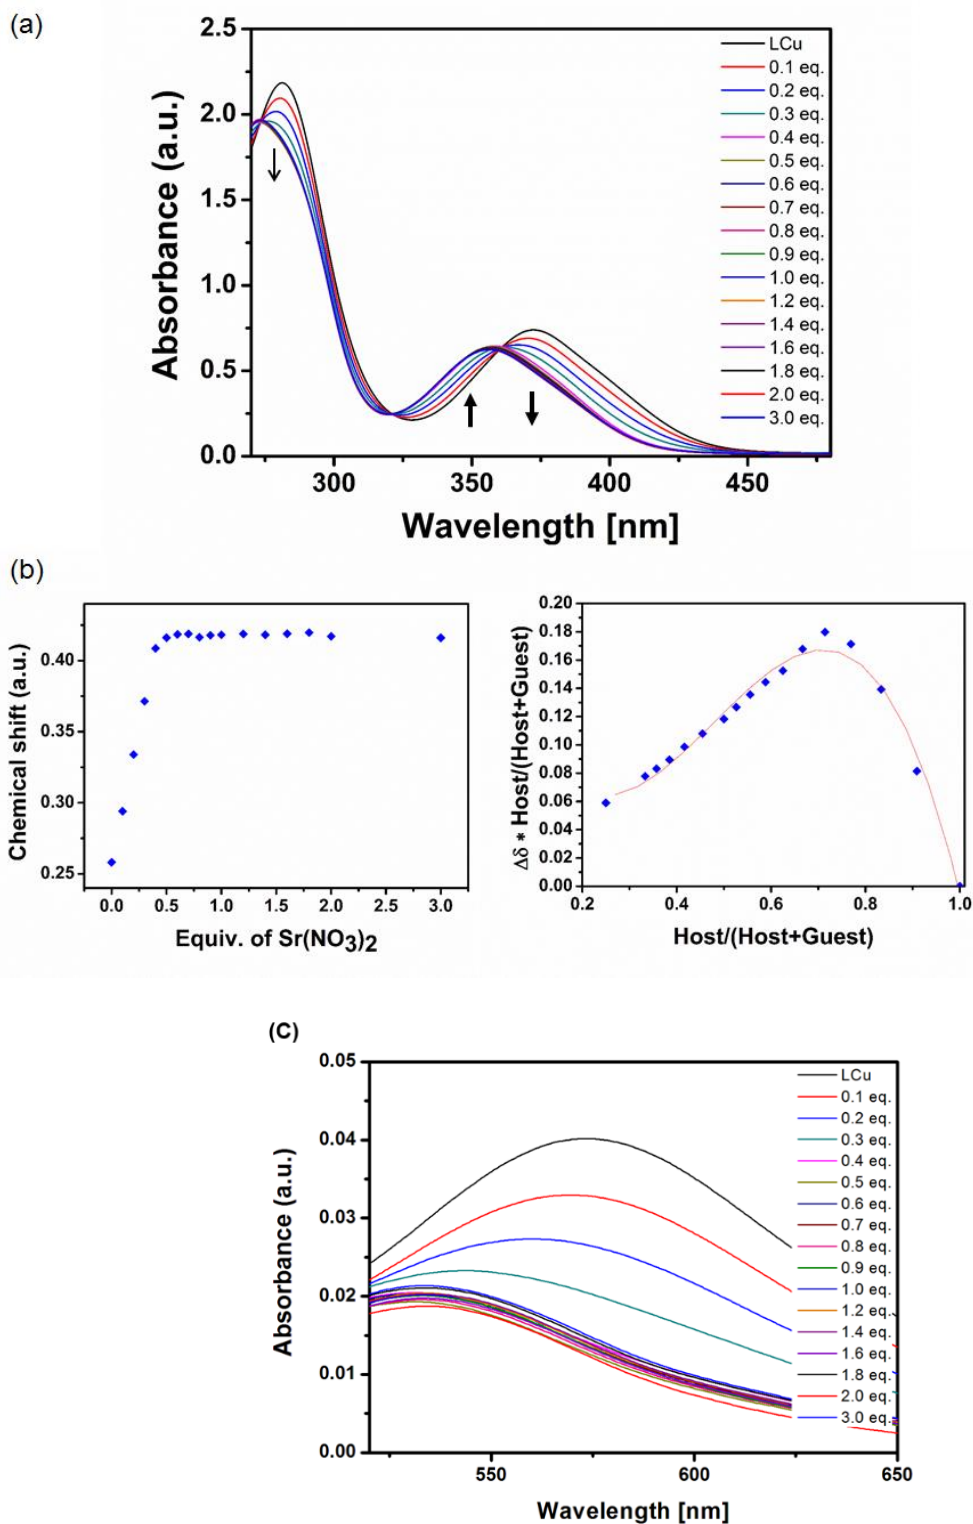 (a)
2.5
2.0
1.5
1.0
0.5
0.0
Absorbance (a.u.)
300
350
400
450
Wavelength [nm]
LCu
0.1 eq.
0.2 eq.
0.3 eq.
0.4 eq.
0.5 eq.
0.6 eq.
0.7 eq.
0.8 eq.
0.9 eq.
1.0 eq.
1.2 eq.
1.4 eq.
1.6 eq.
1.8 eq.
2.0 eq.
3.0 eq.
(b)
0.40
0.35
0.30
0.25
Chemical shift (a.u.)
0.0 0.5 1.0 1.5 2.0 2.5 3.0
Equiv. of Sr(NO3)2
0.20
0.18
0.16
0.14
0.12
0.10
0.08
0.06
0.04
0.02
0.00
Δδ * Host/(Host+Guest)
0.2 0.4 0.6 0.8 1.0
Host/(Host+Guest)
(C)
0.05
0.04
0.03
0.02
0.01
0.00
Absorbance (a.u.)
550
600
650
Wavelength [nm]
LCu
0.1 eq.
0.2 eq.
0.3 eq.
0.4 eq.
0.5 eq.
0.6 eq.
0.7 eq.
0.8 eq.
0.9 eq.
1.0 eq.
1.2 eq.
1.4 eq.
1.6 eq.
1.8 eq.
2.0 eq.
3.0 eq.